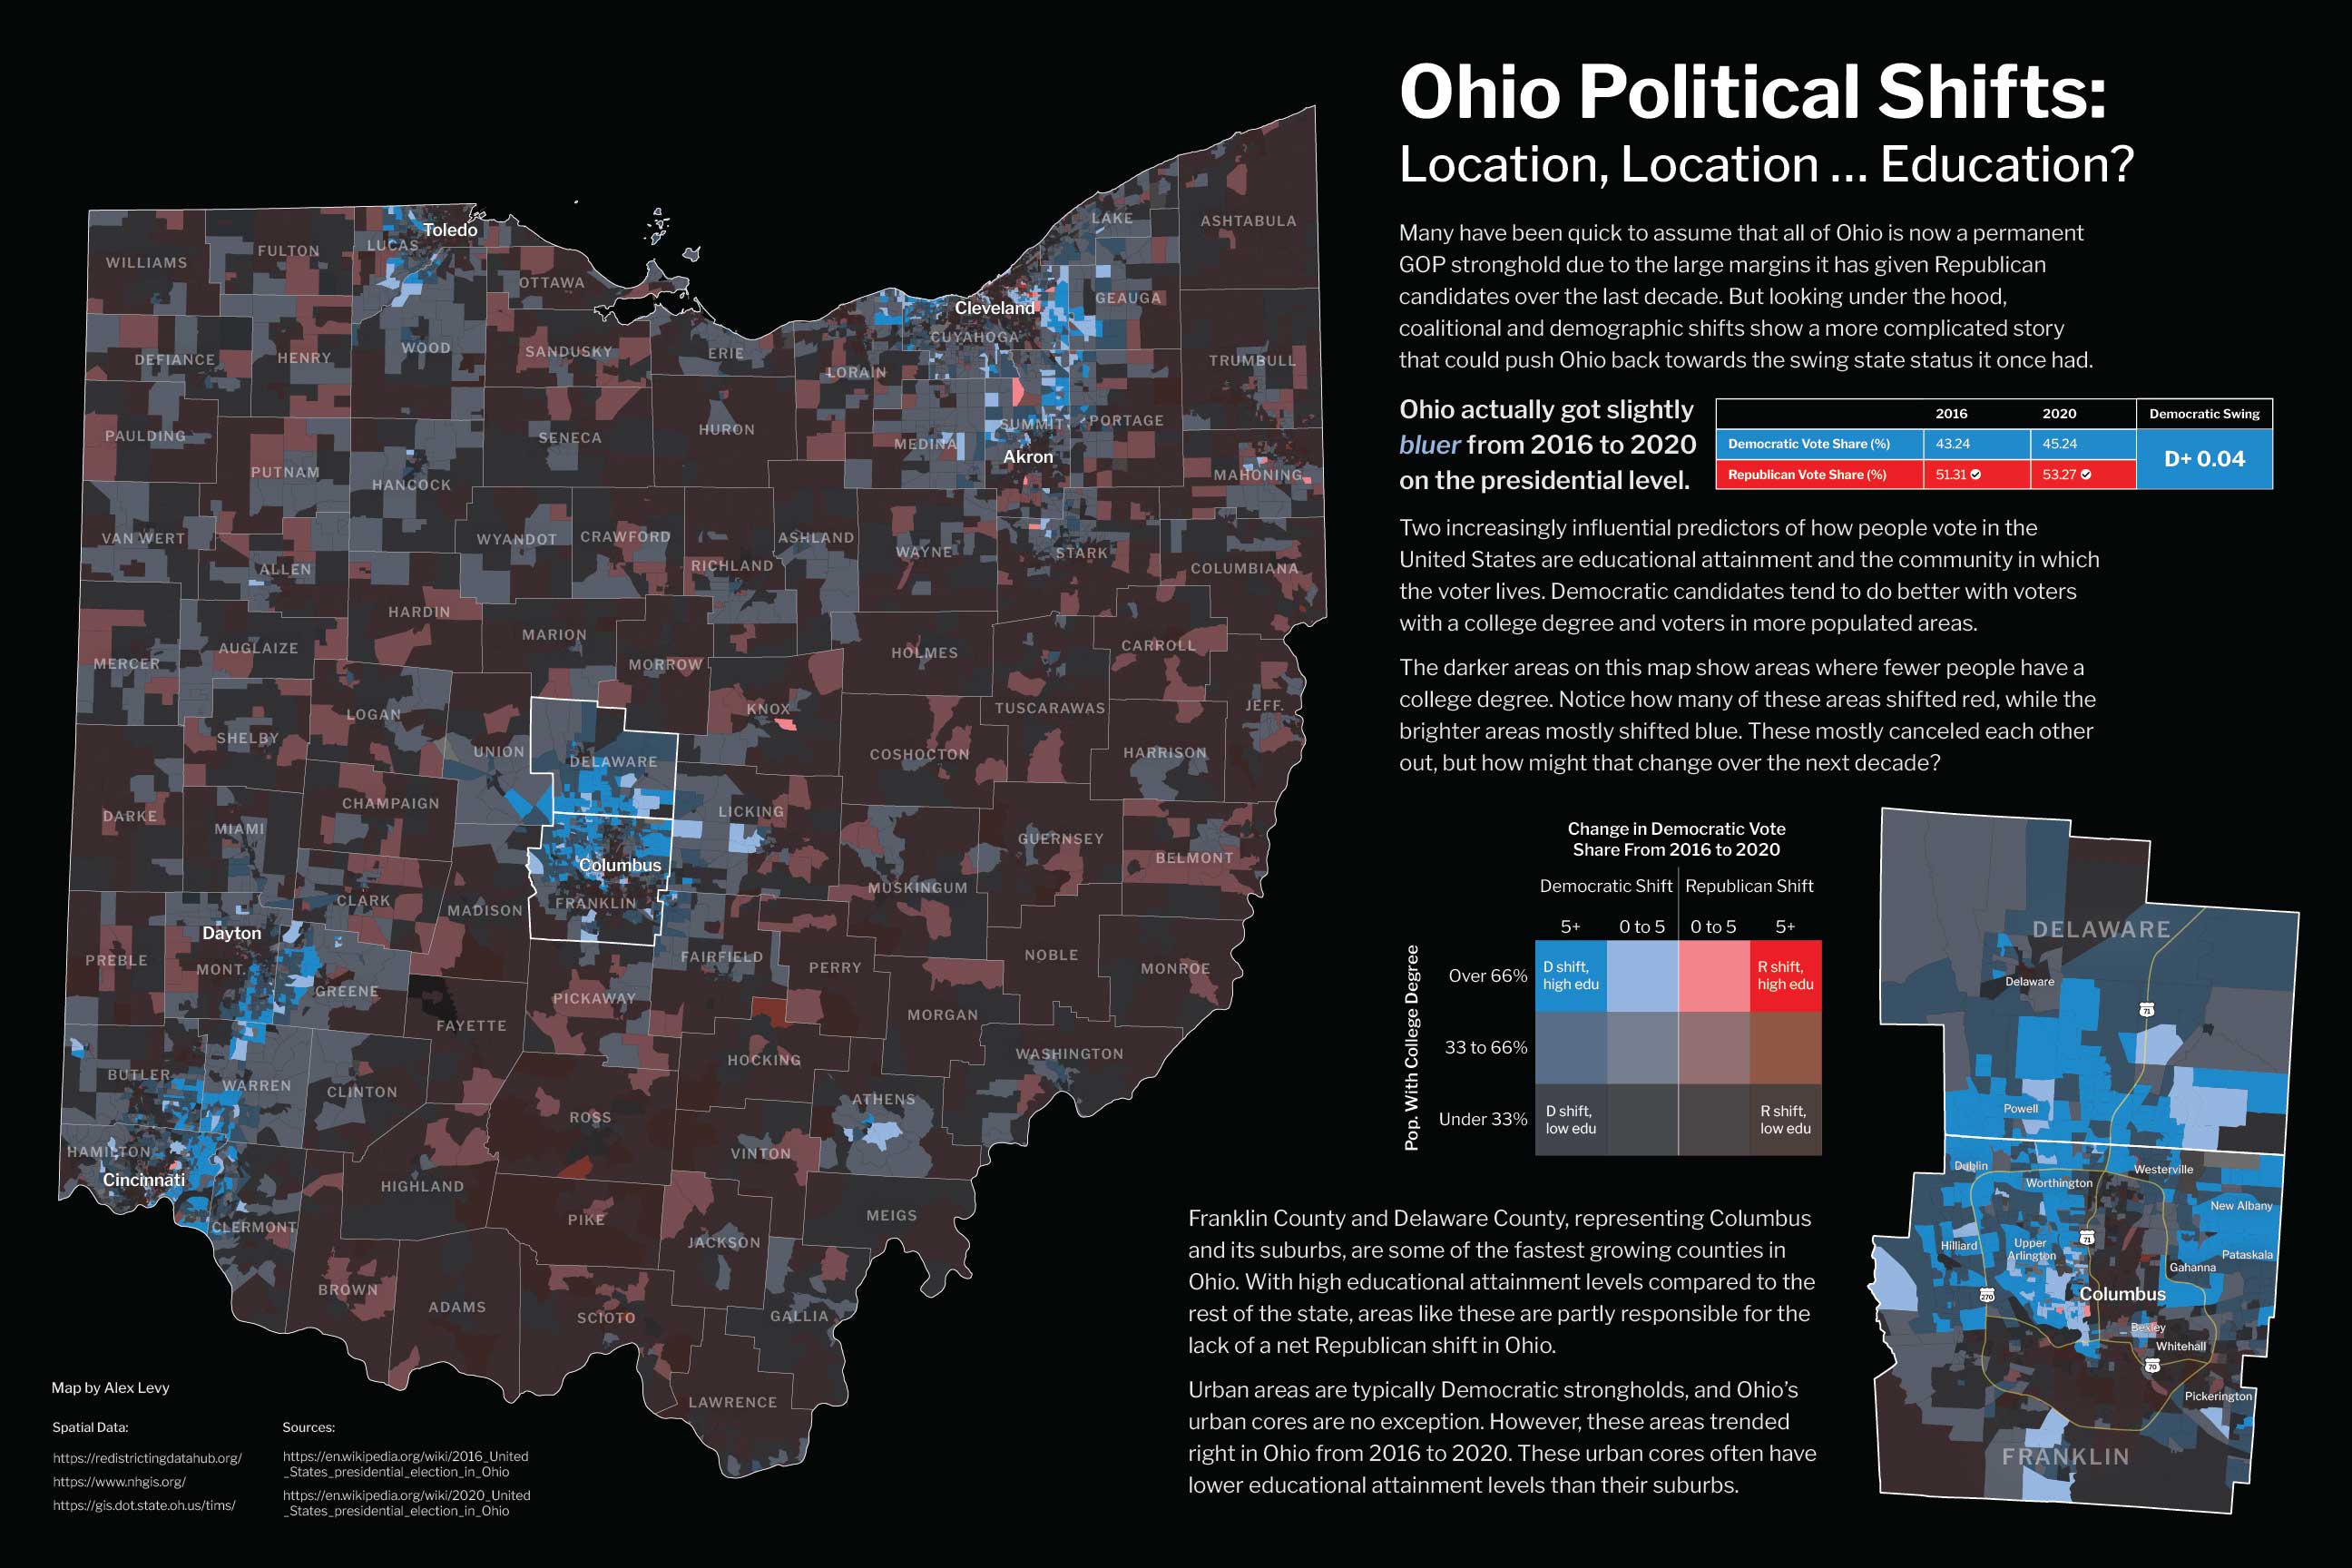 Ohio Political Shifts:
Location, Location ... Education?
Many have been quick to assume that all of Ohio is now a permanent
GOP stronghold due to the large margins it has given Republican
candidates over the last decade. But looking under the hood,
coalitional and demographic shifts show a more complicated story
that could push Ohio back towards the swing state status it once had.
Ohio actually got slightly
bluer from 2016 to 2020
on the presidential level.
2016 2020 Democratic Swing
Democratic Vote Share (%) 43.24 45.24
Republican Vote Share (%) 51.31 53.27
D+ 0.04
Two increasingly influential predictors of how people vote in the
United States are educational attainment and the community in which
the voter lives. Democratic candidates tend to do better with voters
with a college degree and voters in more populated areas.
The darker areas on this map show areas where fewer people have a
college degree. Notice how many of these areas shifted red, while the
brighter areas mostly shifted blue. These mostly canceled each other
out, but how might that change over the next decade?
Change in Democratic Vote
Share From 2016 to 2020
Democratic Shift Republican Shift
5+ 0 to 5 0 to 5 5+
Pop. With College Degree
Over 66%
D shift,
high edu
R shift,
high edu
33 to 66%
Under 33%
D shift,
low edu
R shift,
low edu
Franklin County and Delaware County, representing Columbus
and its suburbs, are some of the fastest growing counties in
Ohio. With high educational attainment levels compared to the
rest of the state, areas like these are partly responsible for the
lack of a net Republican shift in Ohio.
Urban areas are typically Democratic strongholds, and Ohio's
urban cores are no exception. However, these areas trended
right in Ohio from 2016 to 2020. These urban cores often have
lower educational attainment levels than their suburbs.
DELAWARE
Delaware
71
Powell
Dublin
Westerville
Worthington
New Albany
Hilliard
Upper
Arlington
71
Pataskala
Gahanna
270
Columbus
Bexley
Whitehall
70
Pickerington
FRANKLIN
LAKE
ASHTABULA
Toledo
LUCAS
FULTON
WILLIAMS
OTTAWA
GEAUGA
Cleveland
CUYAHOGA
WOOD
SANDUSKY
ERIE
DEFIANCE
HENRY
TRUMBULL
LORAIN
PORTAGE
SUMMIT
PAULDING
SENECA
HURON
MEDINA
Akron
PUTNAM
HANCOCK
MAHONING
VAN WERT
WYANDOT
CRAWFORD
ASHLAND
WAYNE
STARK
ALLEN
RICHLAND
COLUMBIANA
HARDIN
MARION
AUGLAIZE
MERCER
MORROW
HOLMES
CARROLL
LOGAN
KNOX
TUSCARAWAS
JEFF.
SHELBY
UNION
DELAWARE
COSHOCTON
HARRISON
CHAMPAIGN
LICKING
DARKE
MIAMI
GUERNSEY
BELMONT
Columbus
MUSKINGUM
CLARK
MADISON
FRANKLIN
Dayton
PREBLE
MONT.
FAIRFIELD
PERRY
NOBLE
MONROE
GREENE
PICKAWAY
FAYETTE
MORGAN
HOCKING
WASHINGTON
BUTLER
WARREN
CLINTON
ATHENS
ROSS
HAMILTON
VINTON
Cincinnati
HIGHLAND
PIKE
MEIGS
CLERMONT
JACKSON
BROWN
ADAMS
SCIOTO
GALLIA
LAWRENCE
Map by Alex Levy
Spatial Data:
https://redistrictingdatahub.org/
https://www.nhgis.org/
https://gis.dot.state.oh.us/tims/
Sources:
https://en.wikipedia.org/wiki/2016_United
_States_presidential_election_in_Ohio
https://en.wikipedia.org/wiki/2020_United
_States_presidential_election_in_Ohio